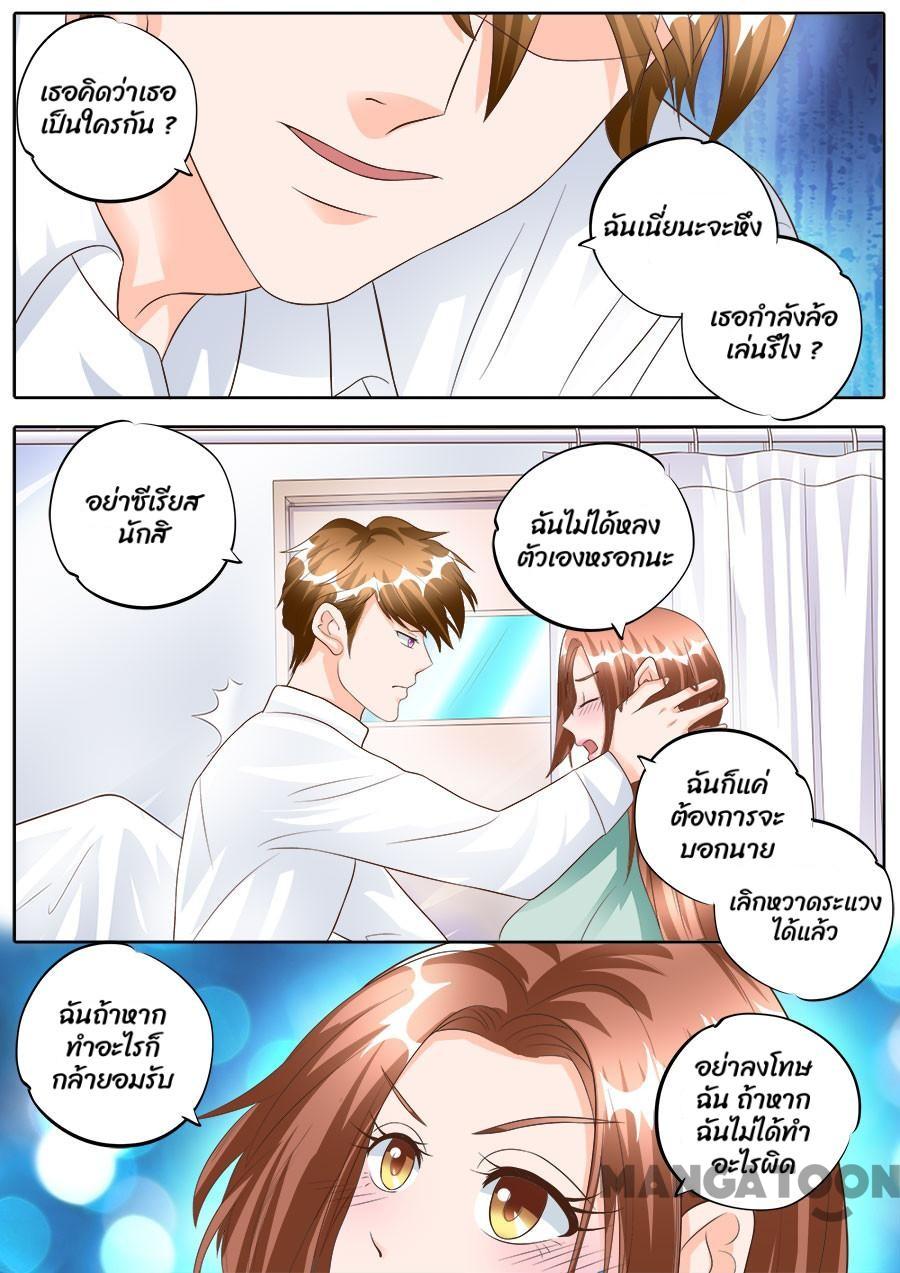 เธอคิดว่าเธอ
เป็นใครกัน ?
ฉันเนี่ยนะจะหึง
เธอกำลังล้อ
เล่นรึไง ?
อย่าซีเรียส
นักสิ
ฉันไม่ได้หลง
ตัวเองหรอกนะ
ฉันก็แค่
ต้องการจะ
บอกนาย
เลิกหวาดระแวง
ได้แล้ว
ฉันถ้าหาก
ทำอะไรก็
กล้ายอมรับ
อย่าลงโทษ
ฉัน ถ้าหาก
ฉันไม่ได้ทำ
อะไรผิด
MANGATOON